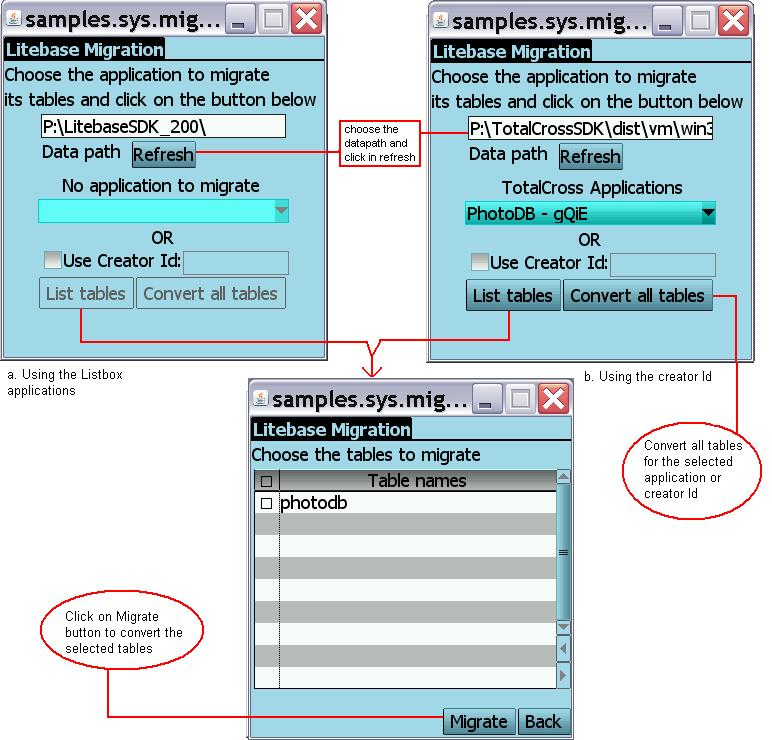 samples.sys.mig...
Litebase Migration
Choose the application to migrate
its tables and click on the button below
P:\LitebaseSDK_200\
Data path Refresh
No application to migrate
OR
Use Creator Id:
List tables Convert all tables
a. Using the Listbox
applications
choose the
datapath and
click in refresh
samples.sys.mig...
Litebase Migration
Choose the application to migrate
its tables and click on the button below
P:\TotalCrossSDK\dist\vm\win3
Data path Refresh
TotalCross Applications
PhotoDB - gQiE
OR
Use Creator Id:
List tables Convert all tables
b. Using the creator Id
Convert all tables
for the selected
application or
creator Id
samples.sys.mig...
Litebase Migration
Choose the tables to migrate
Table names
photodb
Migrate Back
Click on Migrate
button to convert the
selected tables